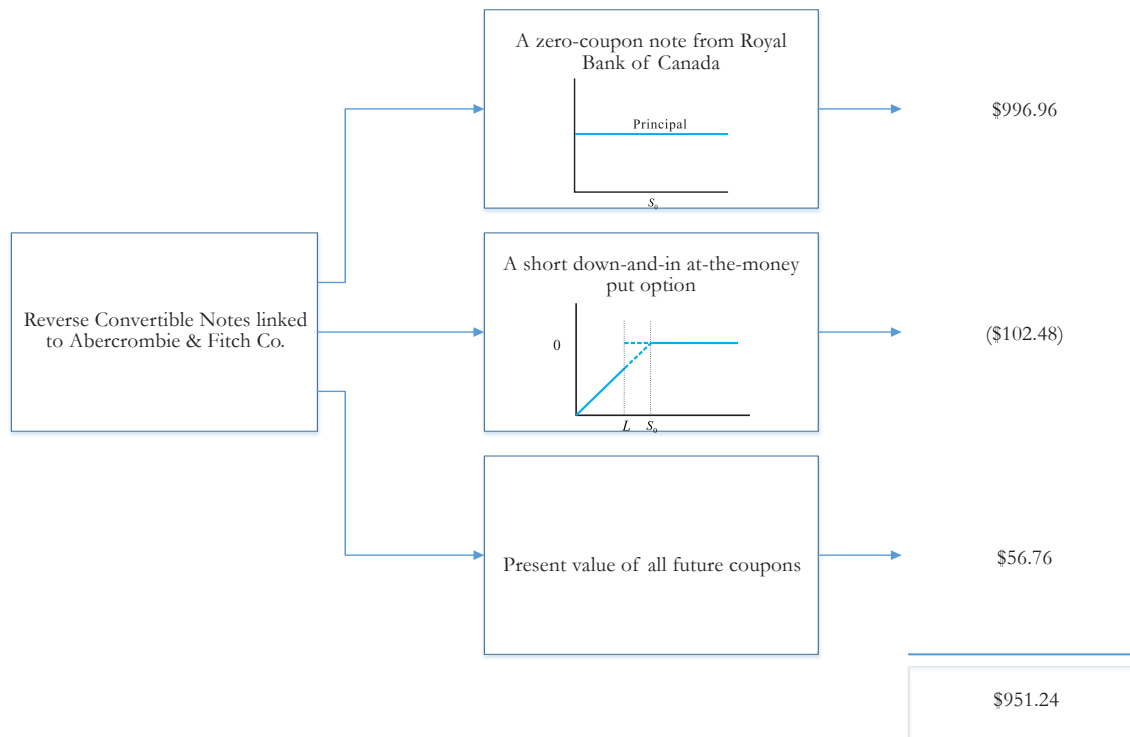 A zero-coupon note from Royal
Bank of Canada
Principal
S₀
$996.96
Reverse Convertible Notes linked
to Abercrombie & Fitch Co.
A short down-and-in at-the-money
put option
0
L S₀
($102.48)
Present value of all future coupons
$56.76
$951.24